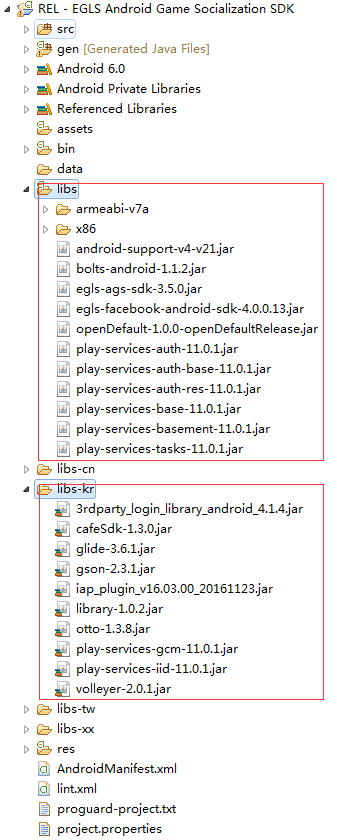 REL - EGLS Android Game Socialization SDK
src
gen [Generated Java Files]
Android 6.0
Android Private Libraries
Referenced Libraries
assets
bin
data
libs
armeabi-v7a
x86
android-support-v4-v21.jar
bolts-android-1.1.2.jar
egls-ags-sdk-3.5.0.jar
egls-facebook-android-sdk-4.0.0.13.jar
openDefault-1.0.0-openDefaultRelease.jar
play-services-auth-11.0.1.jar
play-services-auth-base-11.0.1.jar
play-services-auth-res-11.0.1.jar
play-services-base-11.0.1.jar
play-services-basement-11.0.1.jar
play-services-tasks-11.0.1.jar
libs-cn
libs-kr
3rdparty_login_library_android_4.1.4.jar
cafeSdk-1.3.0.jar
glide-3.6.1.jar
gson-2.3.1.jar
iap_plugin_v16.03.00_20161123.jar
library-1.0.2.jar
otto-1.3.8.jar
play-services-gcm-11.0.1.jar
play-services-iid-11.0.1.jar
volleyer-2.0.1.jar
libs-tw
libs-xx
res
AndroidManifest.xml
lint.xml
proguard-project.txt
project.properties